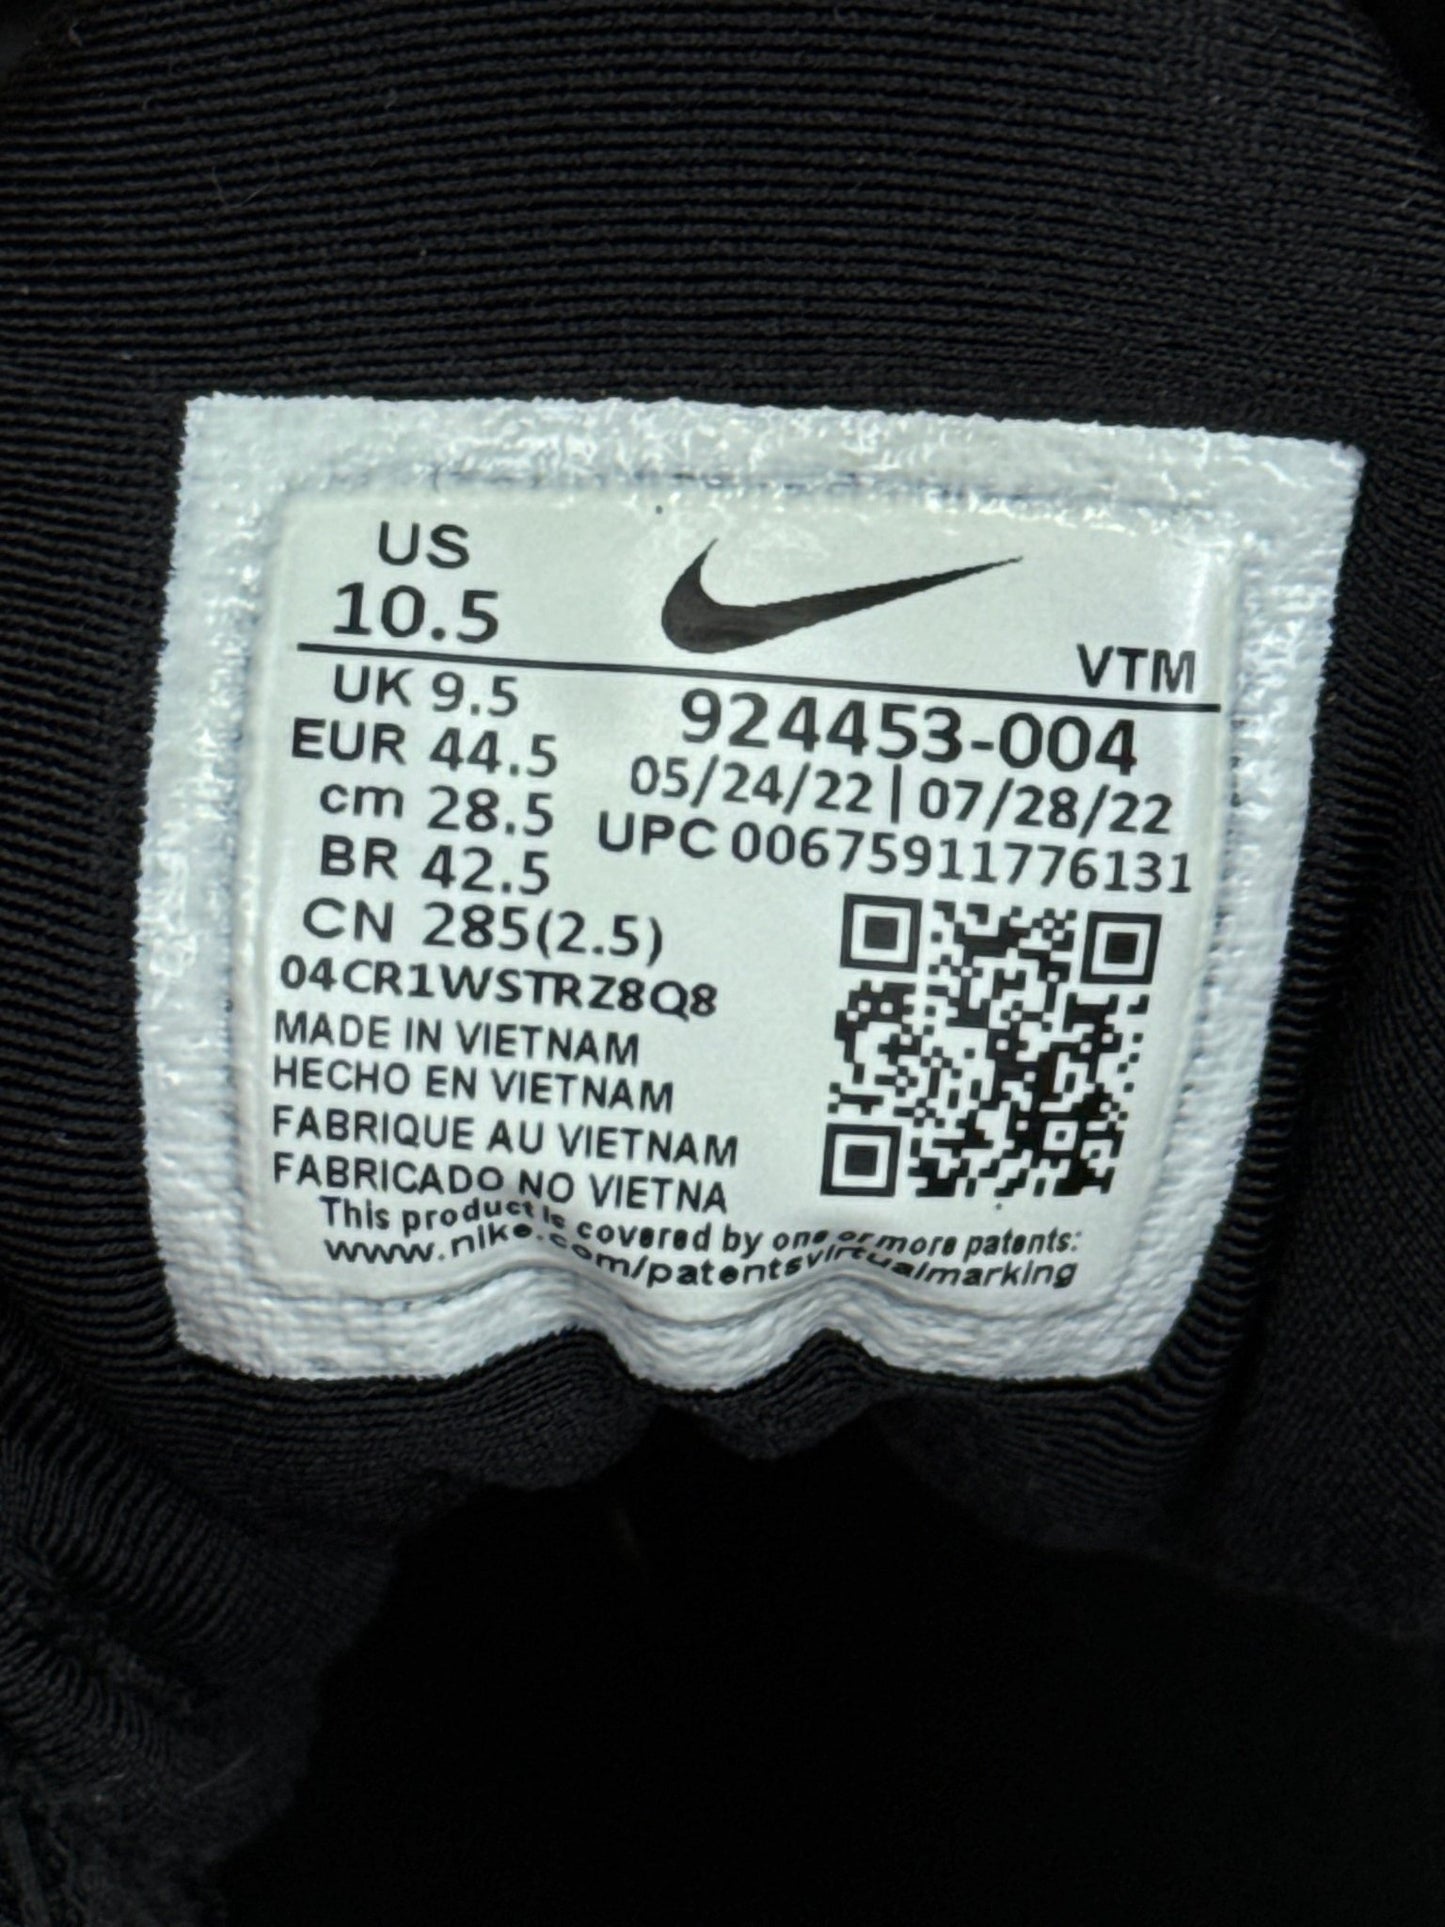 US
10.5
VTM
UK 9.5
EUR 44.5
cm 28.5
BR 42.5
CN 285(2.5)
924453-004
05/24/22 | 07/28/22
UPC 00675911776131
04CR1WSTRZ8Q8
MADE IN VIETNAM
HECHO EN VIETNAM
FABRIQUE AU VIETNAM
FABRICADO NO VIETNA
This product is covered by one or more patents:
www.nike.com/patentsvirtualmarking